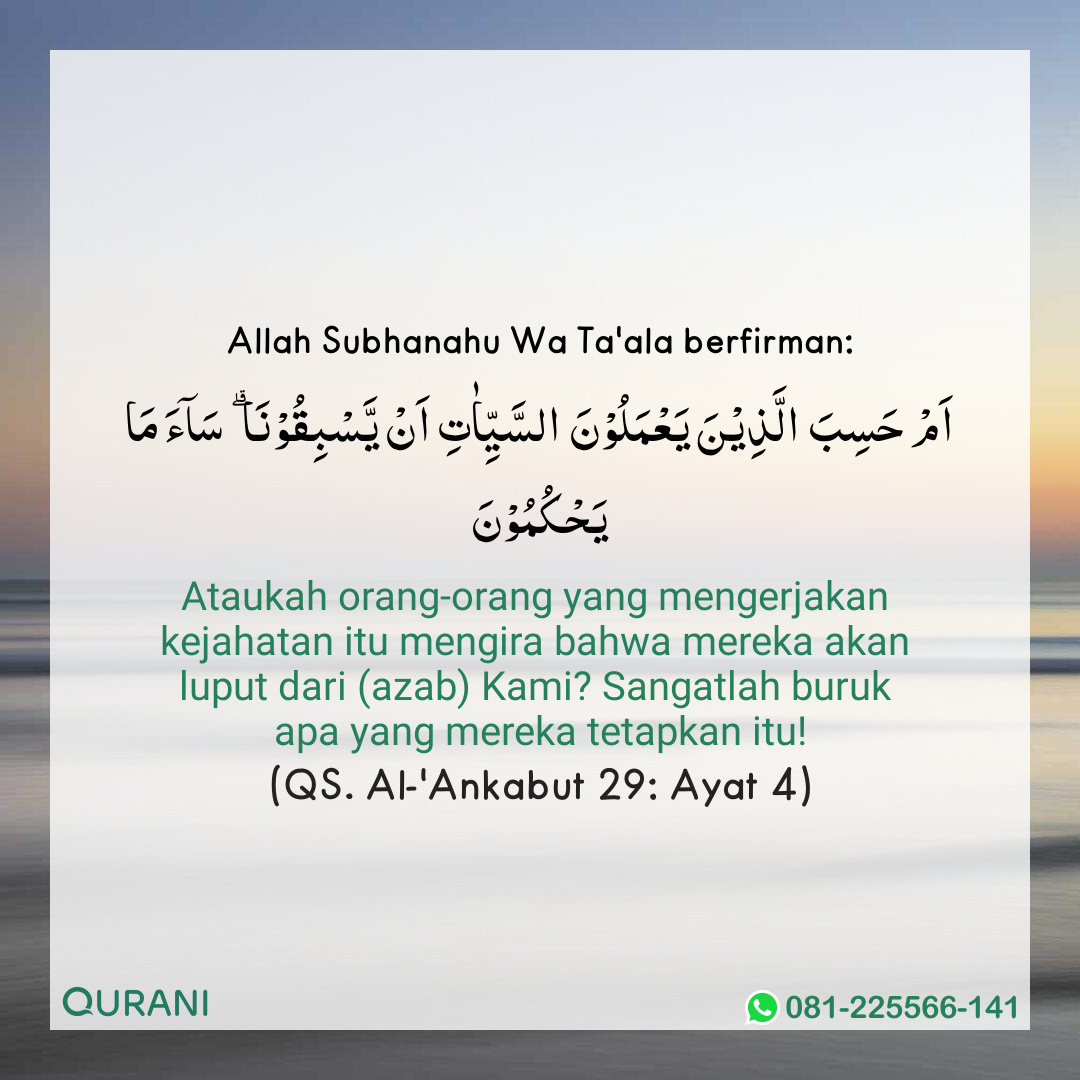 Allah Subhanahu Wa Ta'ala berfirman:
اَمْ حَسِبَ الَّذِيْنَ يَعْمَلُوْنَ السَّيِّاٰتِ اَنْ يَّسْبِقُوْنَا ۗ سَآءَ مَا
يَحْكُمُوْنَ
Ataukah orang-orang yang mengerjakan
kejahatan itu mengira bahwa mereka akan
luput dari (azab) Kami? Sangatlah buruk
apa yang mereka tetapkan itu!
(QS. Al-'Ankabut 29: Ayat 4)
QURANI
081-225566-141